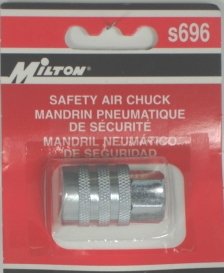 s696
MILTON
SAFETY AIR CHUCK
MANDRIN PNEUMATIQUE
DE SÉCURITÉ
MANDRIL NEUMÁTICO
DE SEGURIDAD